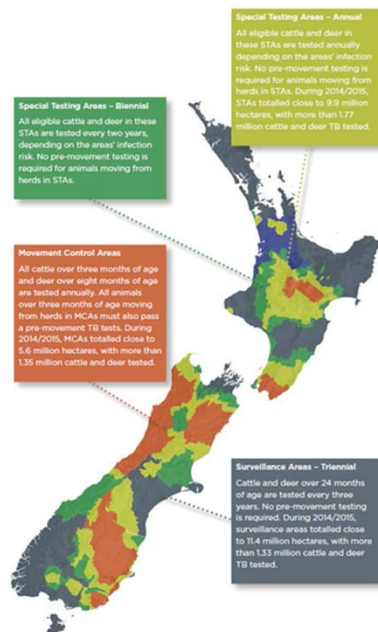 Special Testing Areas – Annual
All eligible cattle and deer in
these STAs are tested annually
depending on the areas' infection
risk. No pre-movement testing is
required for animals moving from
herds in STAs. During 2014/2015,
STAs totalled close to 9.9 million
hectares, with more than 1.77
million cattle and deer TB tested.
Special Testing Areas – Biennial
All eligible cattle and deer in these
STAs are tested every two years,
depending on the areas' infection
risk. No pre-movement testing is
required for animals moving from
herds in STAs.
Movement Control Areas
All cattle over three months of age
and deer over eight months of age
are tested annually. All animals
over three months of age moving
from herds in MCAs must also pass
a pre-movement TB tests. During
2014/2015, MCAs totalled close to
5.6 million hectares, with more than
1.35 million cattle and deer tested.
Surveillance Areas – Triennial
Cattle and deer over 24 months
of age are tested every three
years. No pre-movement testing
is required. During 2014/2015,
surveillance areas totalled close
to 11.4 million hectares, with more
than 1.33 million cattle and deer
TB tested.